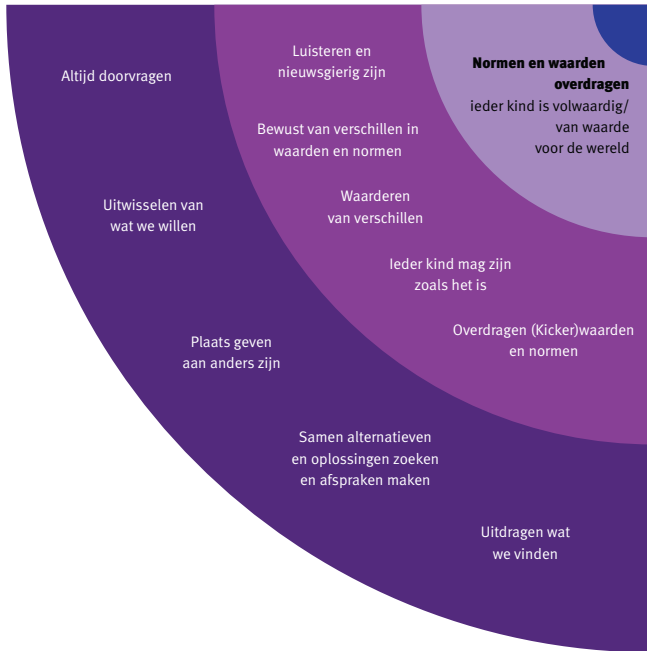 Normen en waarden
overdragen
ieder kind is volwaardig/
van waarde
voor de wereld
Luisteren en
nieuwsgierig zijn
Bewust van verschillen in
waarden en normen
Waarderen
van verschillen
Ieder kind mag zijn
zoals het is
Overdragen (Kicker)waarden
en normen
Altijd doorvragen
Uitwisselen van
wat we willen
Plaats geven
aan anders zijn
Samen alternatieven
en oplossingen zoeken
en afspraken maken
Uitdragen wat
we vinden